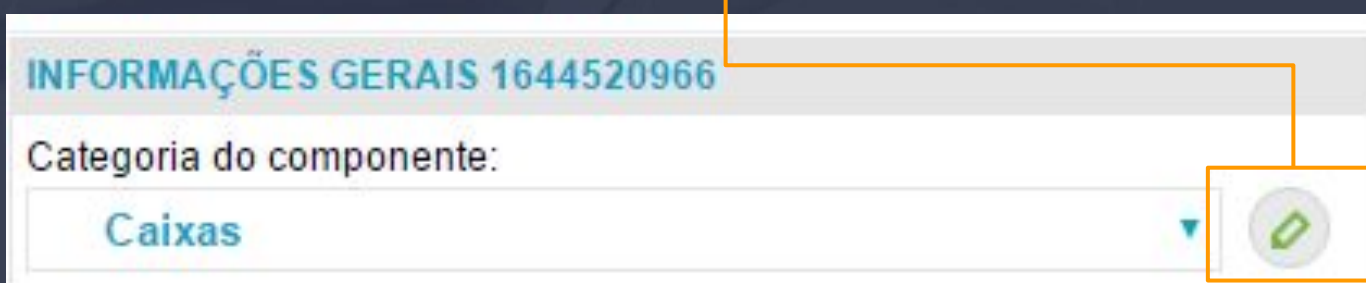 INFORMAÇÕES GERAIS 1644520966
Categoria do componente:
Caixas